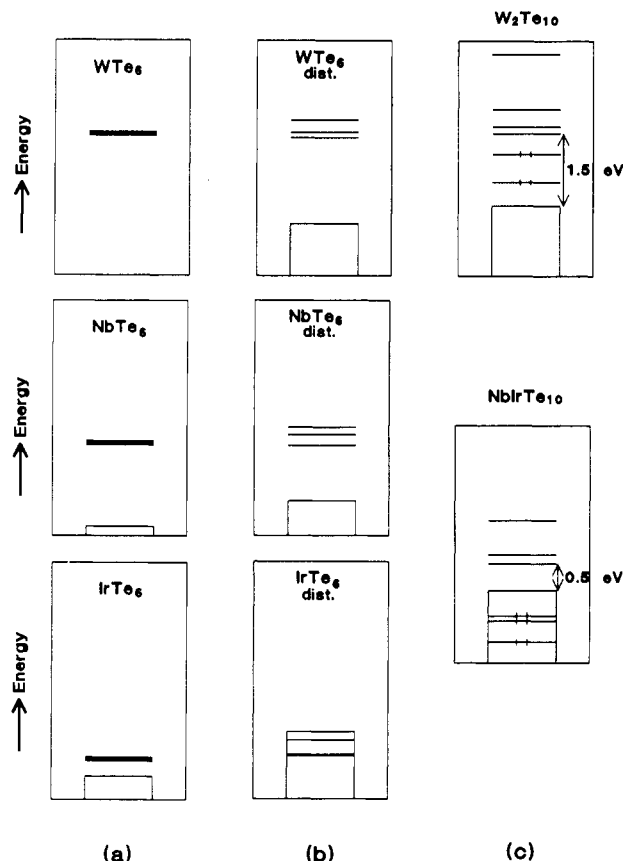 W₂Te₁₀
WTe₆
WTe₆
dist.
Energy
1.5 eV
NbTe₆
NbTe₆
dist.
Energy
NbIrTe₁₀
0.5 eV
IrTe₆
IrTe₆
dist.
Energy
(a) (b) (c)